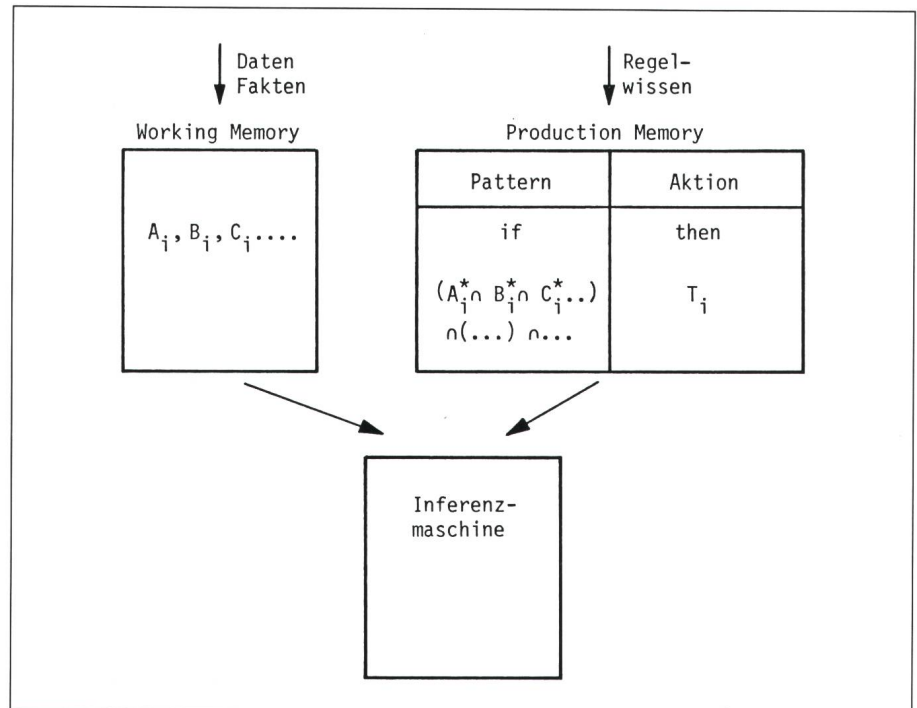 Daten
Fakten
Regel-
wissen
Working Memory
Production Memory
Pattern
Aktion
A_i, B_i, C_i....
if
then
(A*_i∩ B*_i∩ C*_i..)
∩(...) ∩...
T_i
Inferenz-
maschine